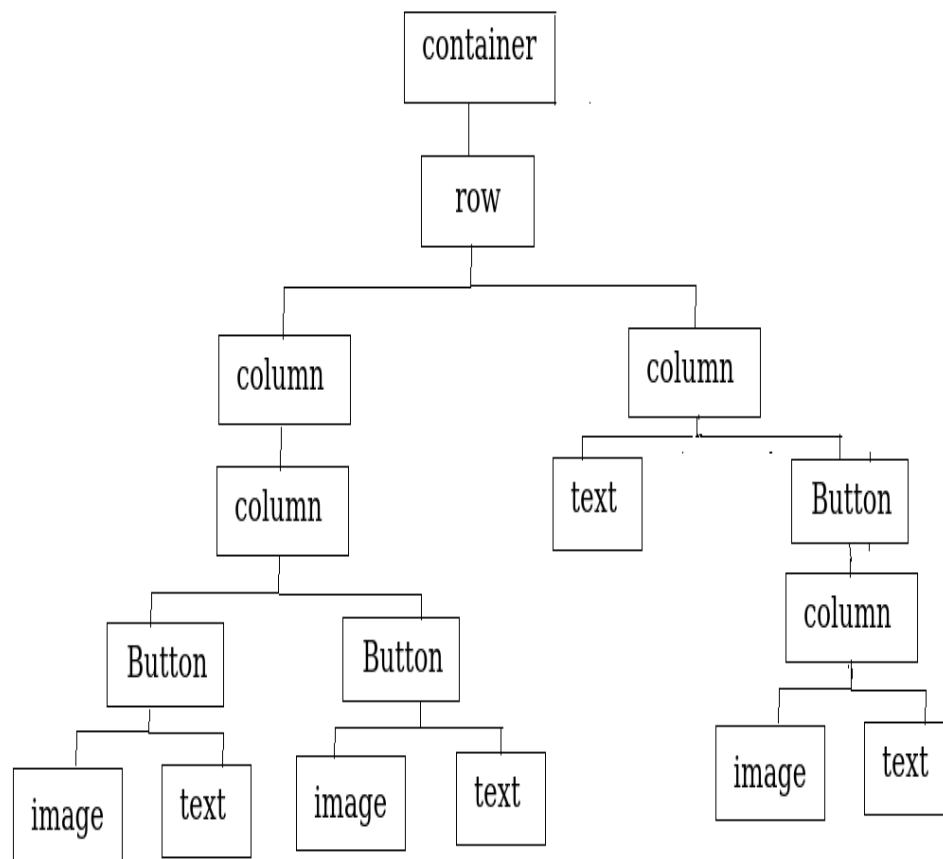 container
row
column
column
column
text
Button
column
Button
Button
image
text
image
text
image
text